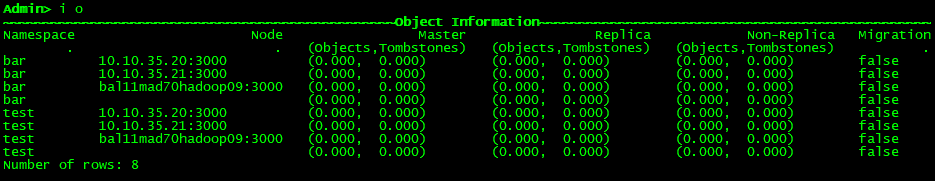 Admin> i o
~~~~~~~~~~~~~~~~~~~~~~~~~~~~~~~~~~~~~~~~~~~~~~~~~~~~~~~~~Object Information~~~~~~~~~~~~~~~~~~~~~~~~~~~~~~~~~~~~~~~~~~~~~~~~~~~~~~~~~
Namespace Node Master Replica Non-Replica Migration
. . (Objects,Tombstones) (Objects,Tombstones) (Objects,Tombstones) .
bar 10.10.35.20:3000 (0.000, 0.000) (0.000, 0.000) (0.000, 0.000) false
bar 10.10.35.21:3000 (0.000, 0.000) (0.000, 0.000) (0.000, 0.000) false
bar bal11mad70hadoop09:3000 (0.000, 0.000) (0.000, 0.000) (0.000, 0.000) false
bar (0.000, 0.000) (0.000, 0.000) (0.000, 0.000) false
test 10.10.35.20:3000 (0.000, 0.000) (0.000, 0.000) (0.000, 0.000) false
test 10.10.35.21:3000 (0.000, 0.000) (0.000, 0.000) (0.000, 0.000) false
test bal11mad70hadoop09:3000 (0.000, 0.000) (0.000, 0.000) (0.000, 0.000) false
test (0.000, 0.000) (0.000, 0.000) (0.000, 0.000) false
Number of rows: 8